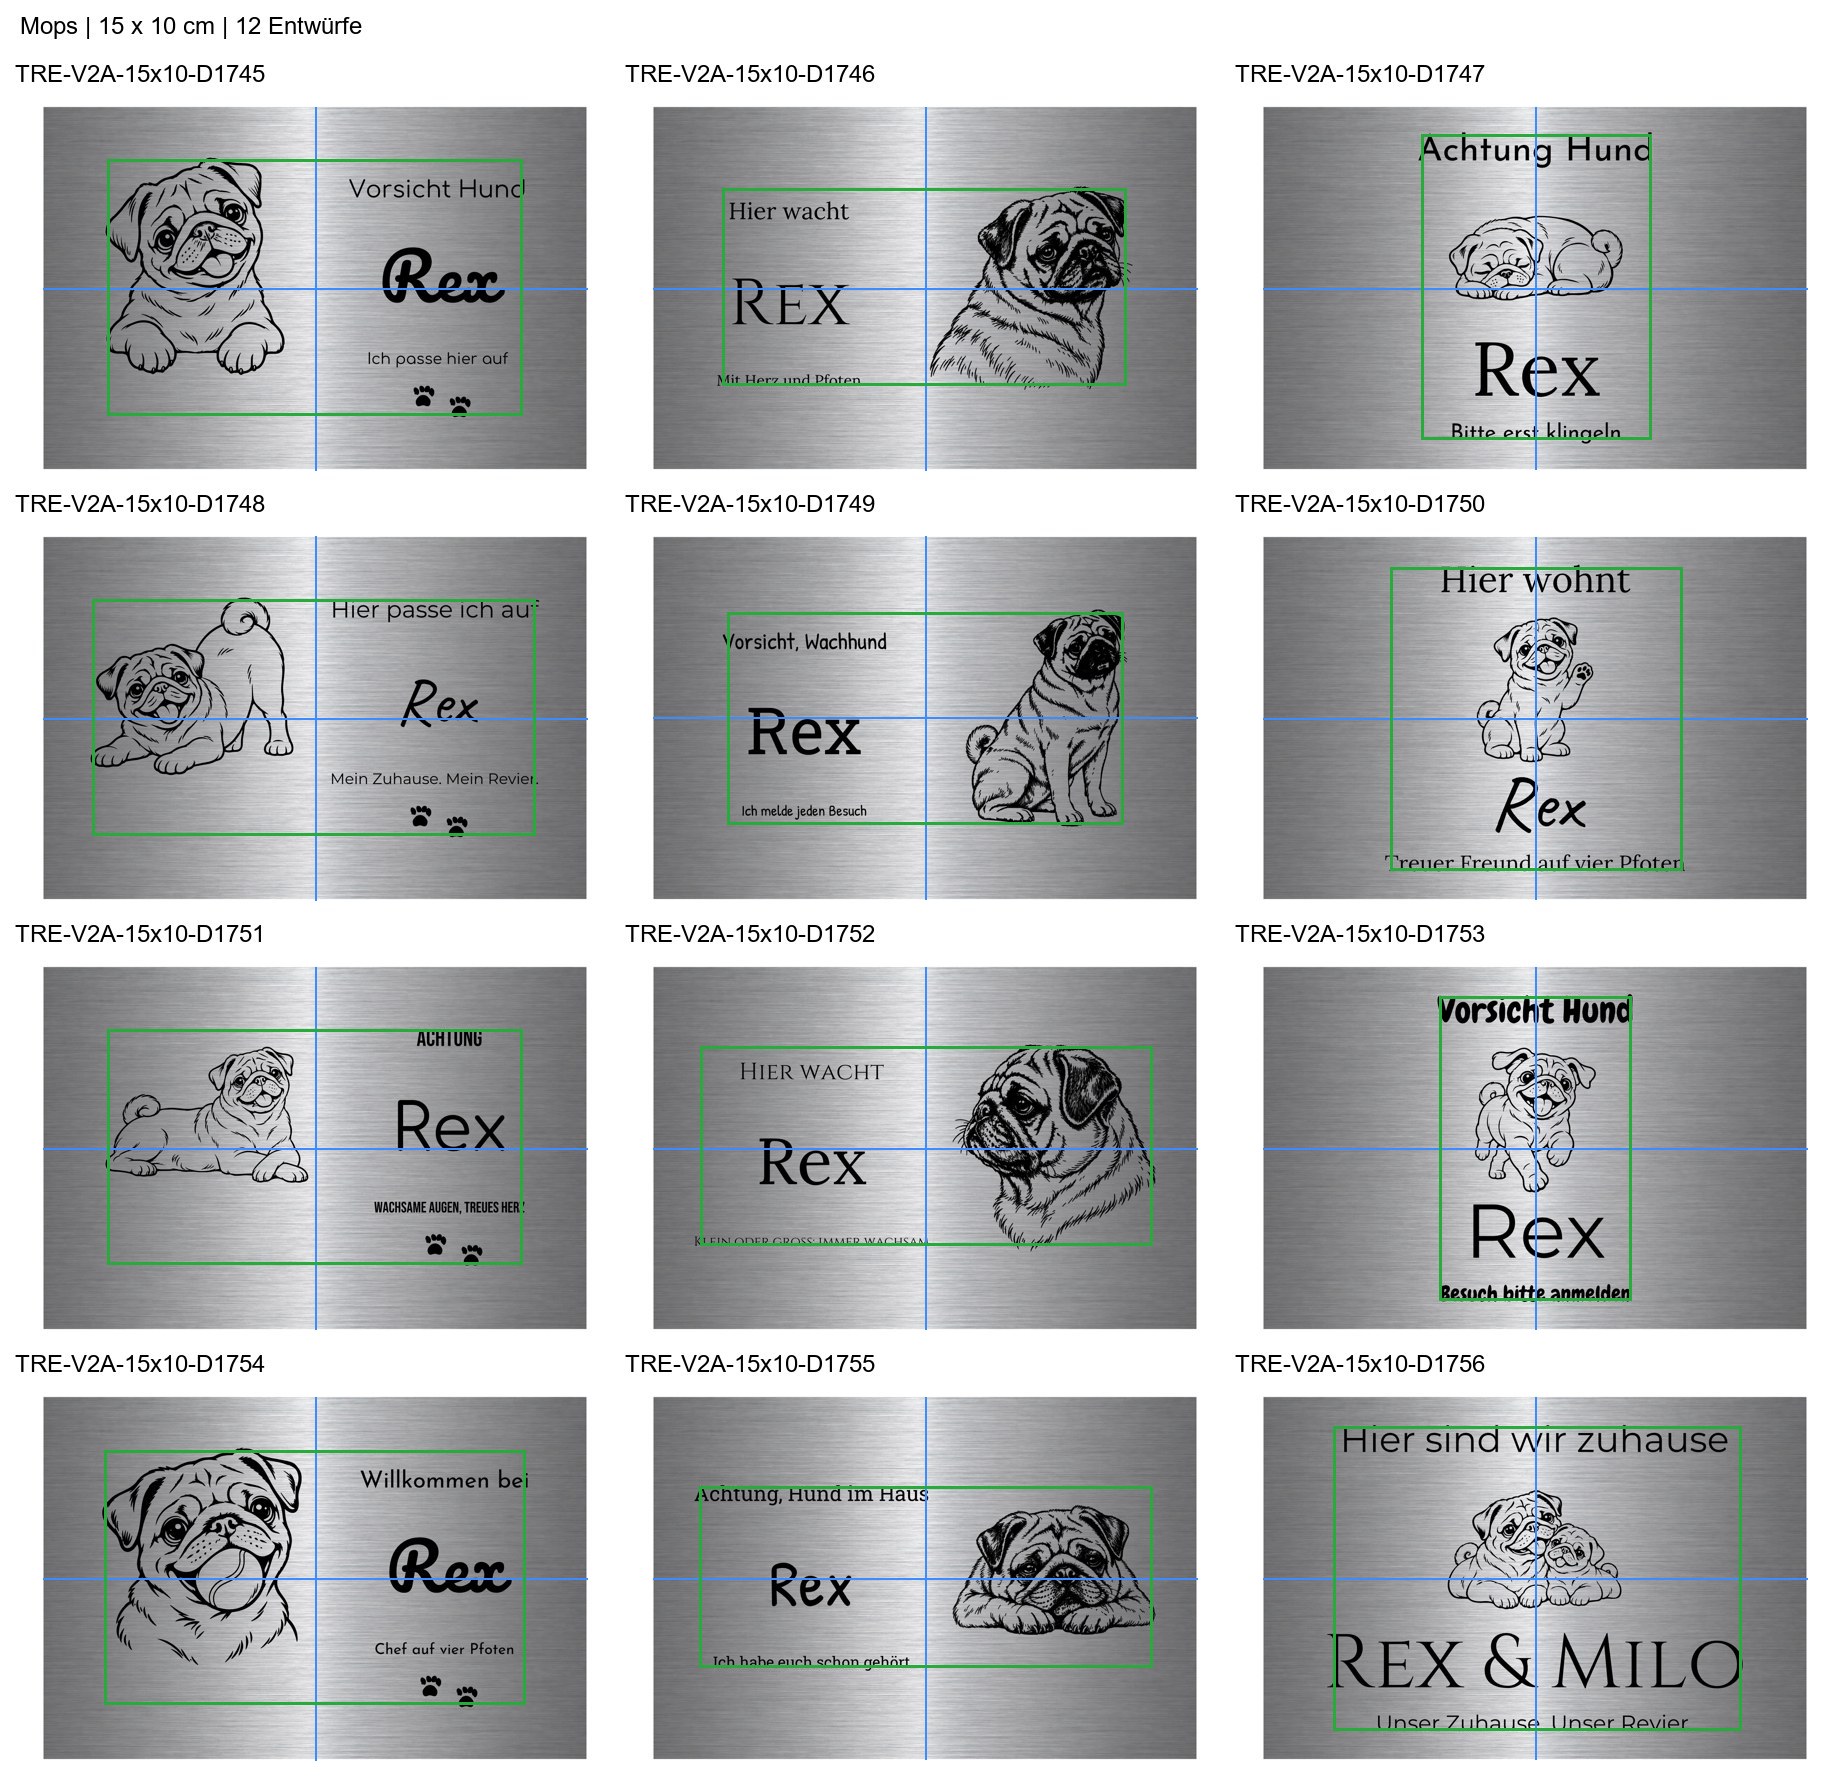 Mops | 15 x 10 cm | 12 Entwürfe
TRE-V2A-15x10-D1745
Vorsicht Hund
Rex
Ich passe hier auf
TRE-V2A-15x10-D1746
Hier wacht
REX
Mit Herz und Pfoten
TRE-V2A-15x10-D1747
Achtung Hund
Rex
Bitte erst klingeln
TRE-V2A-15x10-D1748
Hier passe ich auf
Rex
Mein Zuhause. Mein Revier.
TRE-V2A-15x10-D1749
Vorsicht, Wachhund
Rex
Ich melde jeden Besuch
TRE-V2A-15x10-D1750
Hier wohnt
Rex
Treuer Freund auf vier Pfoten
TRE-V2A-15x10-D1751
ACHTUNG
Rex
WACHSAME AUGEN, TREUES HERZ
TRE-V2A-15x10-D1752
HIER WACHT
Rex
KLEIN ODER GROSS: IMMER WACHSAM
TRE-V2A-15x10-D1753
Vorsicht Hund
Rex
Besuch bitte anmelden
TRE-V2A-15x10-D1754
Willkommen bei
Rex
Chef auf vier Pfoten
TRE-V2A-15x10-D1755
Achtung, Hund im Haus
Rex
Ich habe euch schon gehört
TRE-V2A-15x10-D1756
Hier sind wir zuhause
REX & MILO
Unser Zuhause. Unser Revier.